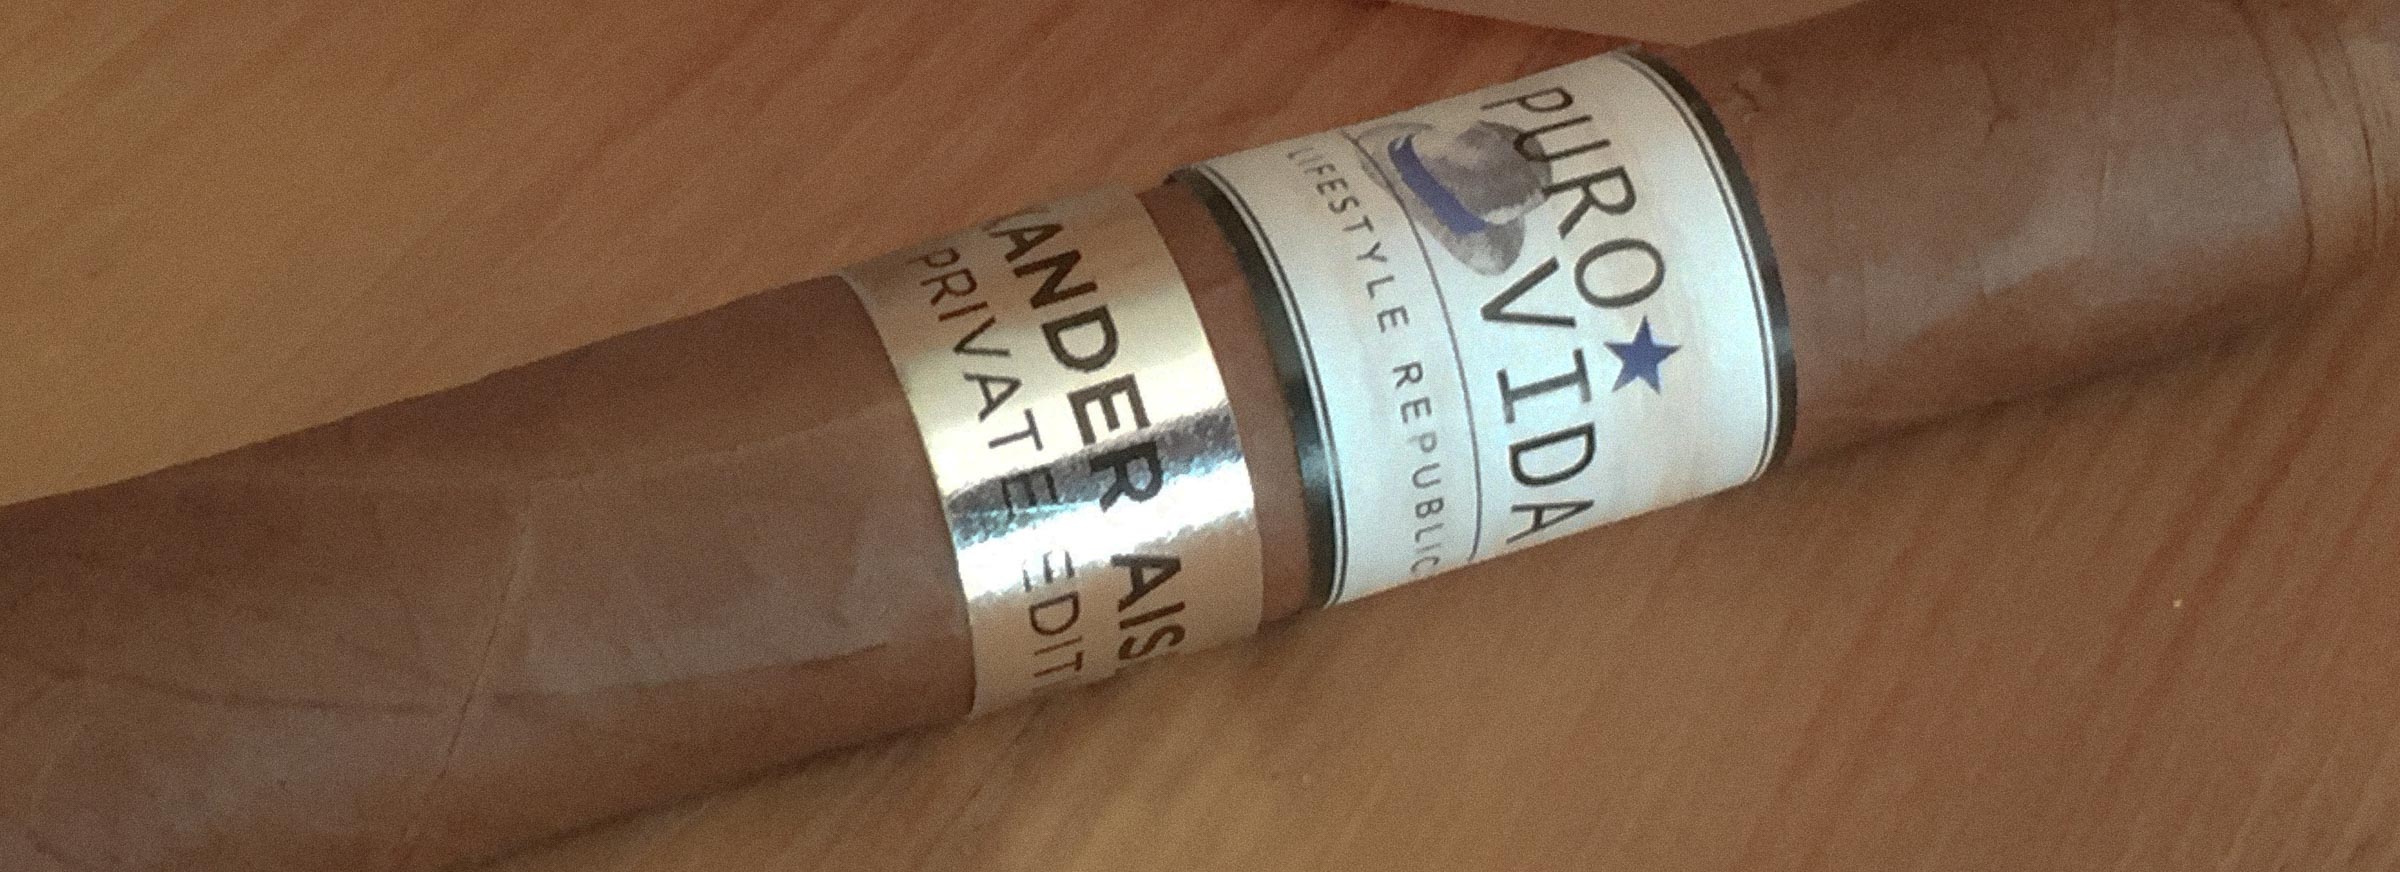 PURO
VIDA
LIFESTYLE REPUBLIC
ANDER AIS
PRIVATE EDIT